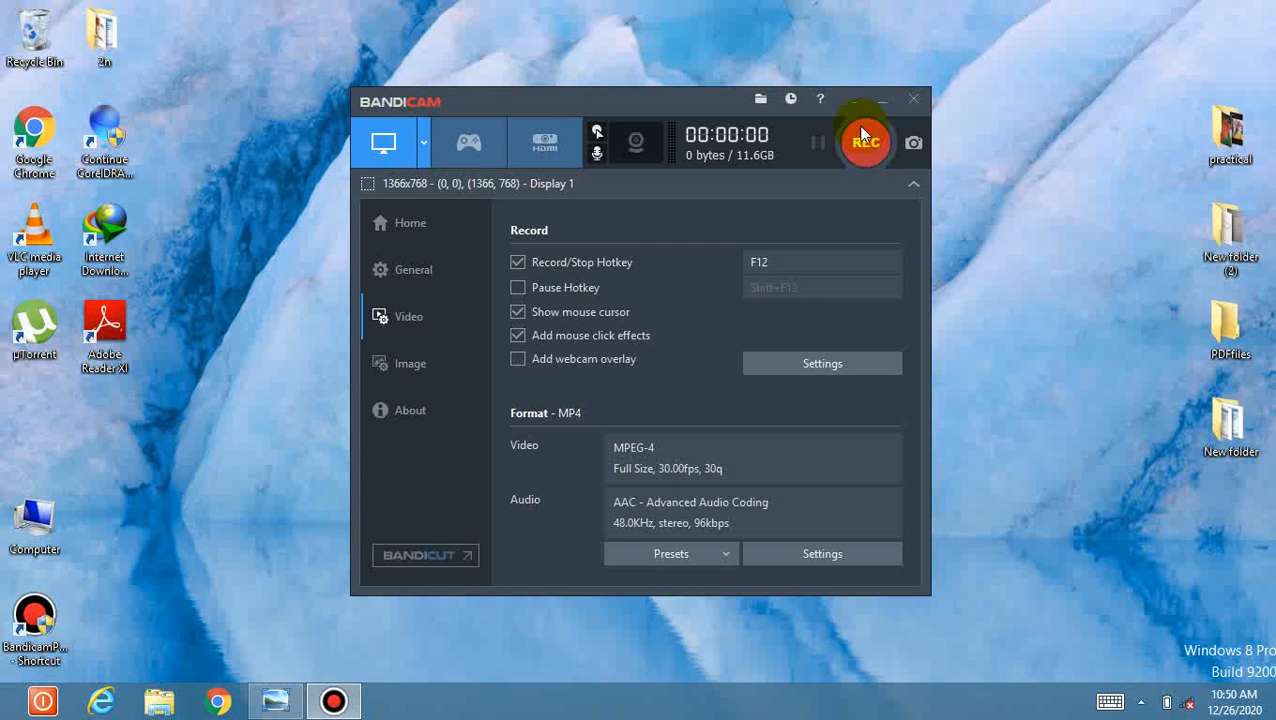 Recycle Bin
2n
Google
Chrome
Continue
CorelDRA...
VLC media
player
Internet
Downlo...
µTorrent
Adobe
Reader XI
Computer
BandicamP...
- Shortcut
BANDICAM
?
HDMI
00:00:00
0 bytes / 11.6GB
REC
1366x768 - (0, 0), (1366, 768) - Display 1
Home
General
Video
Image
About
BANDICUT
Record
Record/Stop Hotkey
F12
Pause Hotkey
Shift+F12
Show mouse cursor
Add mouse click effects
Add webcam overlay
Settings
Format - MP4
Video
MPEG-4
Full Size, 30.00fps, 30q
Audio
AAC - Advanced Audio Coding
48.0KHz, stereo, 96kbps
Presets
Settings
practical
New folder
(2)
PDFfiles
New folder
Windows 8 Pro
Build 9200
10:50 AM
12/26/2020